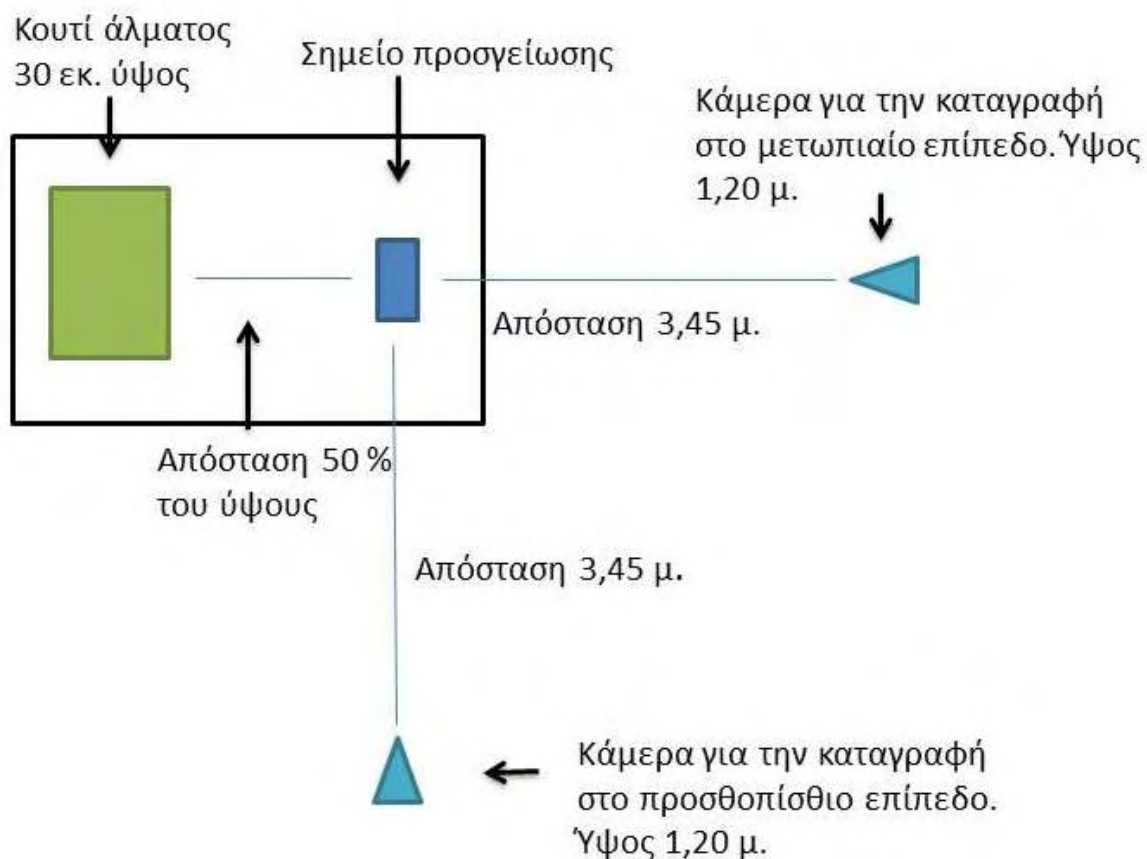 Κουτί άλματος
30 εκ. ύψος
Σημείο προσγείωσης
Κάμερα για την καταγραφή
στο μετωπιαίο επίπεδο. Ύψος
1,20 μ.
Απόσταση 3,45 μ.
Απόσταση 50 %
του ύψους
Απόσταση 3,45 μ.
Κάμερα για την καταγραφή
στο προσθοπίσθιο επίπεδο.
Ύψος 1,20 μ.